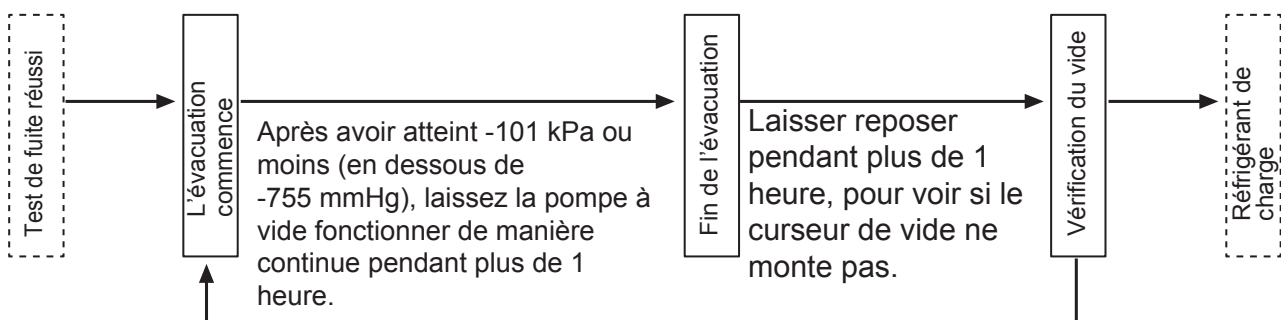 Test de fuite réussi
L'évacuation
commence
Après avoir atteint -101 kPa ou
moins (en dessous de
-755 mmHg), laissez la pompe à
vide fonctionner de manière
continue pendant plus de 1
heure.
Fin de l'évacuation
Laisser reposer
pendant plus de 1
heure, pour voir si le
curseur de vide ne
monte pas.
Vérification du vide
Réfrigérant de
charge